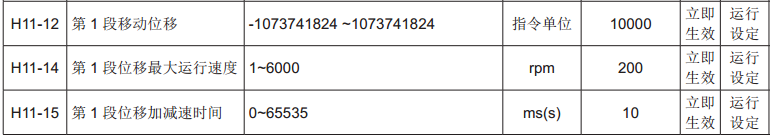 H11-12 第 1 段移动位移 -1073741824 ~1073741824 指令单位 10000 立即生效 运行设定
H11-14 第 1 段位移最大运行速度 1~6000 rpm 200 立即生效 运行设定
H11-15 第 1 段位移加减速时间 0~65535 ms(s) 10 立即生效 运行设定